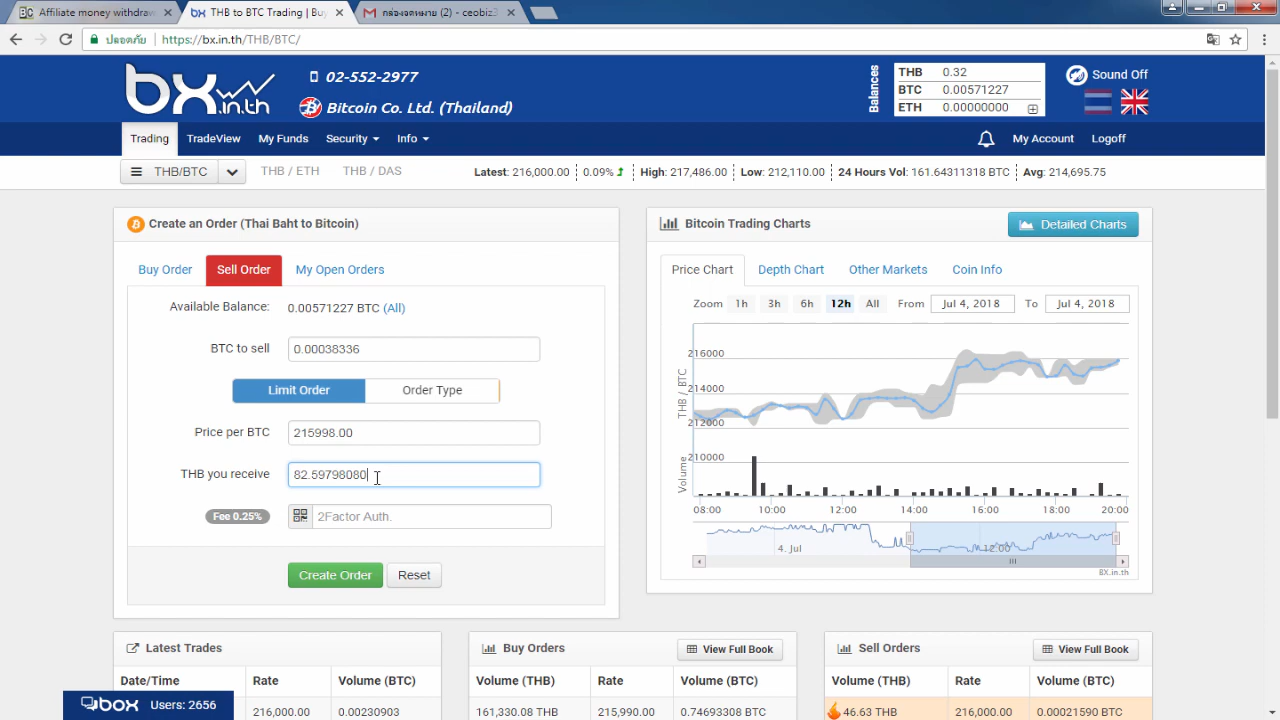 Affiliate money withdraw
THB to BTC Trading | Buy
กล่องจดหมาย (2) - ceobiz3
ปลอดภัย | https://bx.in.th/THB/BTC/
bx.in.th
02-552-2977
Bitcoin Co. Ltd. (Thailand)
Balances
THB 0.32
BTC 0.00571227
ETH 0.00000000
Sound Off
Trading TradeView My Funds Security Info My Account Logoff
THB/BTC THB / ETH THB / DAS Latest: 216,000.00 0.09% High: 217,486.00 Low: 212,110.00 24 Hours Vol: 161.64311318 BTC Avg: 214,695.75
Create an Order (Thai Baht to Bitcoin)
Buy Order Sell Order My Open Orders
Available Balance: 0.00571227 BTC (All)
BTC to sell 0.00038336
Limit Order Order Type
Price per BTC 215998.00
THB you receive 82.59798080
Fee 0.25% 2Factor Auth.
Create Order Reset
Bitcoin Trading Charts Detailed Charts
Price Chart Depth Chart Other Markets Coin Info
Zoom 1h 3h 6h 12h All From Jul 4, 2018 To Jul 4, 2018
THB / BTC
216000
214000
212000
210000
Volume
08:00 10:00 12:00 14:00 16:00 18:00 20:00
4. Jul 12:00
BX.in.th
Latest Trades
Date/Time Rate Volume (BTC)
216,000.00 0.00230903
Buy Orders View Full Book
Volume (THB) Rate Volume (BTC)
161,330.08 THB 215,990.00 0.74693308 BTC
Sell Orders View Full Book
Volume (THB) Rate Volume (BTC)
46.63 THB 216,000.00 0.00021590 BTC
box Users: 2656